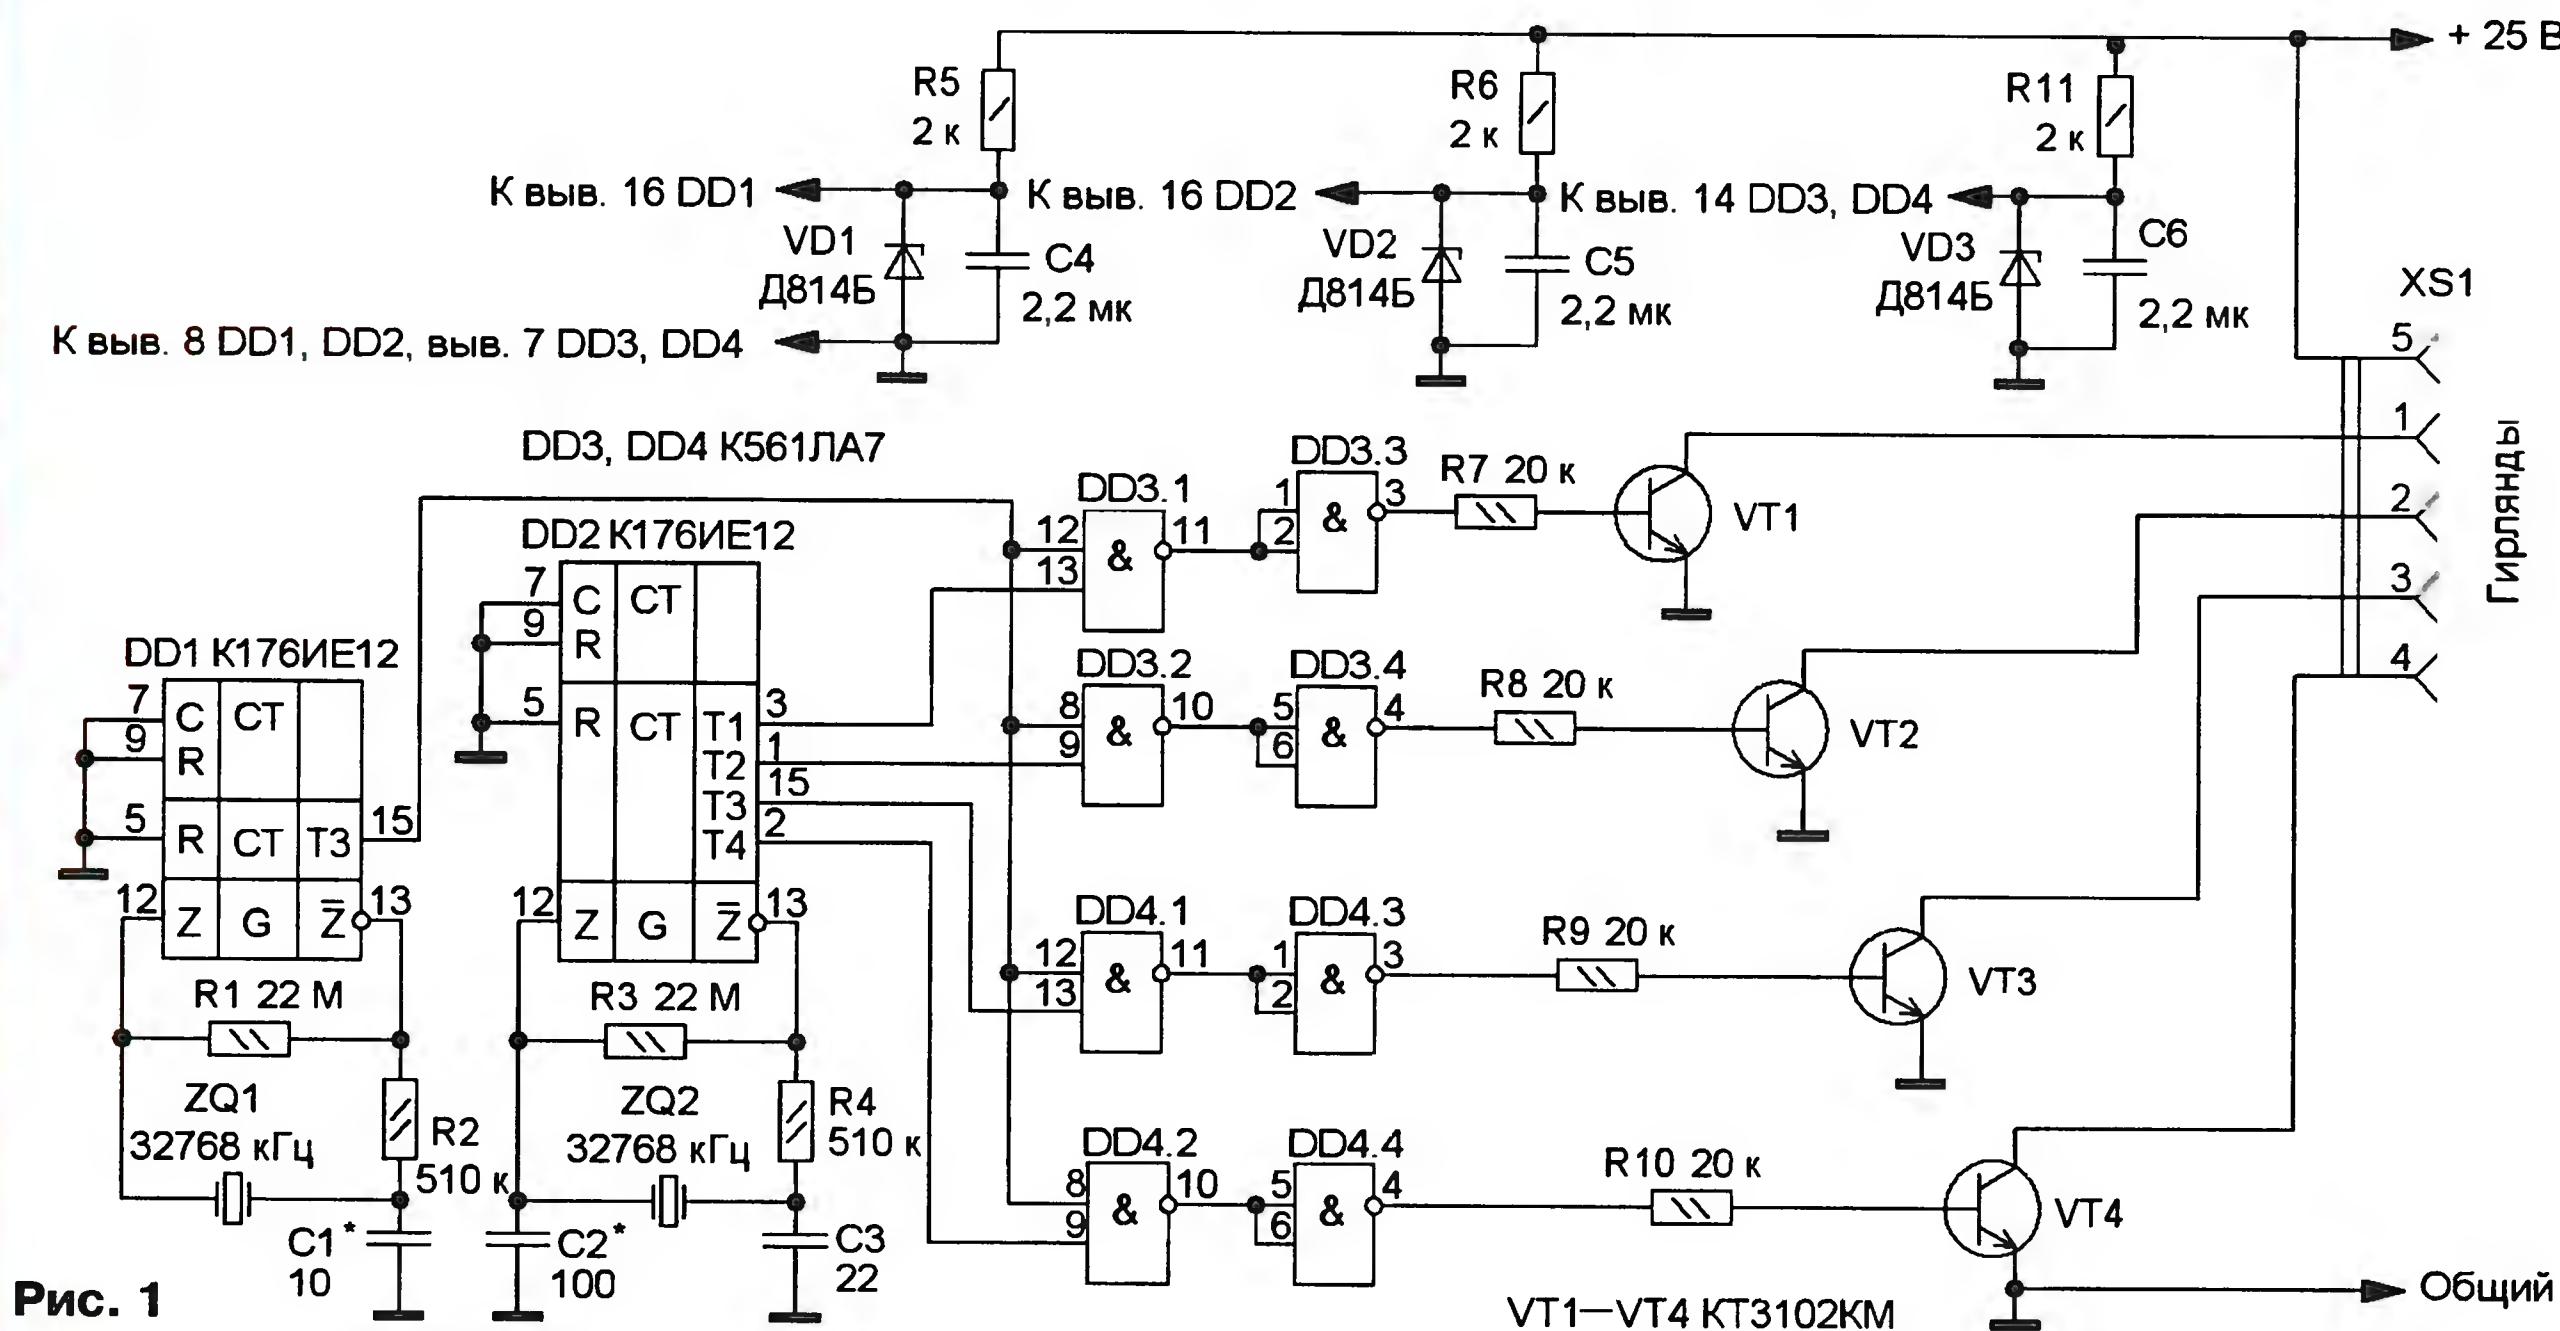 + 25 В
R5
2 к
R6
2 к
R11
2 к
К выв. 16 DD1
К выв. 16 DD2
К выв. 14 DD3, DD4
VD1
Д814Б
C4
2,2 мк
VD2
Д814Б
C5
2,2 мк
VD3
Д814Б
C6
2,2 мк
К выв. 8 DD1, DD2, выв. 7 DD3, DD4
XS1
5
1
2
3
4
Гирлянды
DD3, DD4 К561ЛА7
DD2 К176ИЕ12
7
9
5
12
C
R
R
Z
CT
CT
G
T1
T2
T3
T4
Z̅
3
1
15
2
13
DD1 К176ИЕ12
7
9
5
12
C
R
R
Z
CT
CT
G
T3
Z̅
15
13
R1 22 М
ZQ1
32768 кГц
R2
510 к
C1*
10
R3 22 М
ZQ2
32768 кГц
R4
510 к
C2*
100
C3
22
DD3.1
12
13
&
11
DD3.3
1
2
&
3
R7 20 к
VT1
DD3.2
8
9
&
10
DD3.4
5
6
&
4
R8 20 к
VT2
DD4.1
12
13
&
11
DD4.3
1
2
&
3
R9 20 к
VT3
DD4.2
8
9
&
10
DD4.4
5
6
&
4
R10 20 к
VT4
Общий
VT1—VT4 КТ3102КМ
Рис. 1